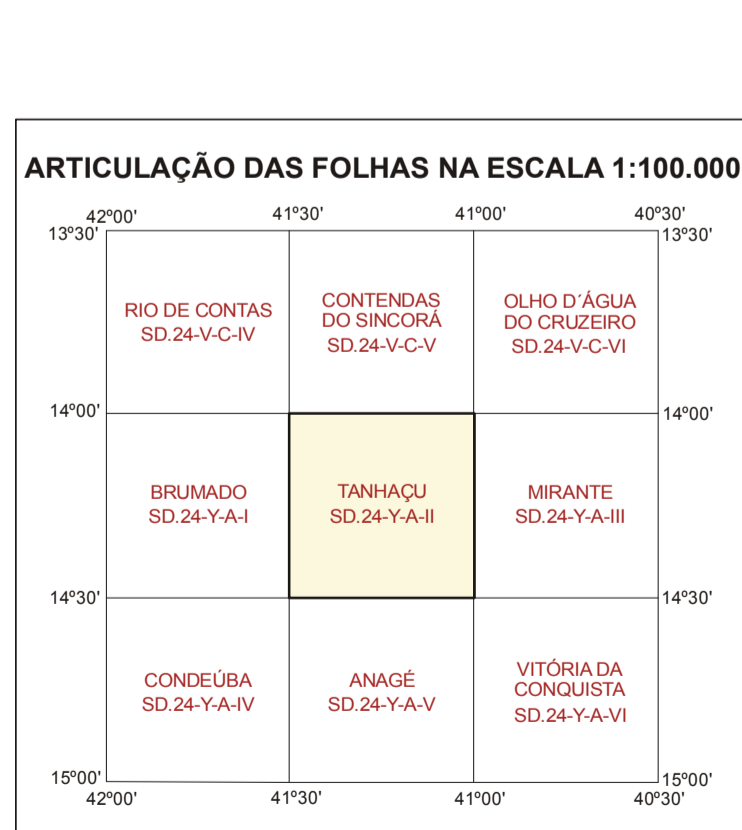 ARTICULAÇÃO DAS FOLHAS NA ESCALA 1:100.000
42º00' 41º30' 41º00' 40º30'
13º30' 13º30'
RIO DE CONTAS
SD.24-V-C-IV
CONTENDAS
DO SINCORÁ
SD.24-V-C-V
OLHO D´ÁGUA
DO CRUZEIRO
SD.24-V-C-VI
14º00' 14º00'
BRUMADO
SD.24-Y-A-I
TANHAÇU
SD.24-Y-A-II
MIRANTE
SD.24-Y-A-III
14º30' 14º30'
CONDEÚBA
SD.24-Y-A-IV
ANAGÉ
SD.24-Y-A-V
VITÓRIA DA
CONQUISTA
SD.24-Y-A-VI
15º00' 15º00'
42º00' 41º30' 41º00' 40º30'